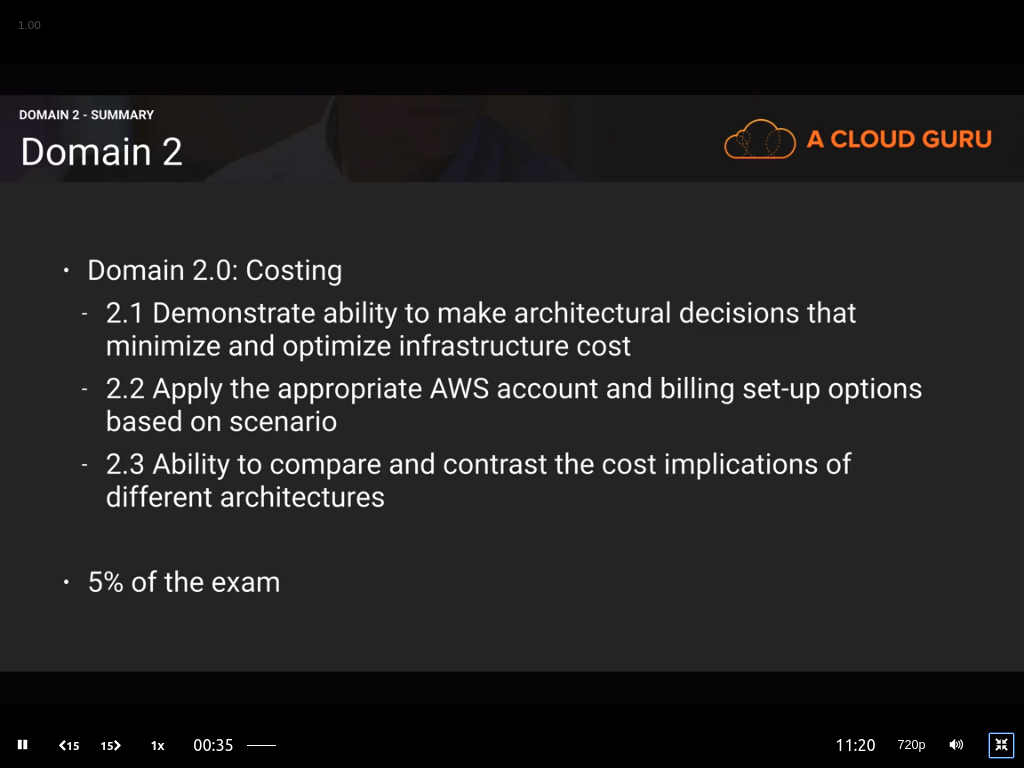 1.00
DOMAIN 2 - SUMMARY
Domain 2
A CLOUD GURU
• Domain 2.0: Costing
- 2.1 Demonstrate ability to make architectural decisions that
minimize and optimize infrastructure cost
- 2.2 Apply the appropriate AWS account and billing set-up options
based on scenario
- 2.3 Ability to compare and contrast the cost implications of
different architectures
• 5% of the exam
15 15 1x 00:35 11:20 720p